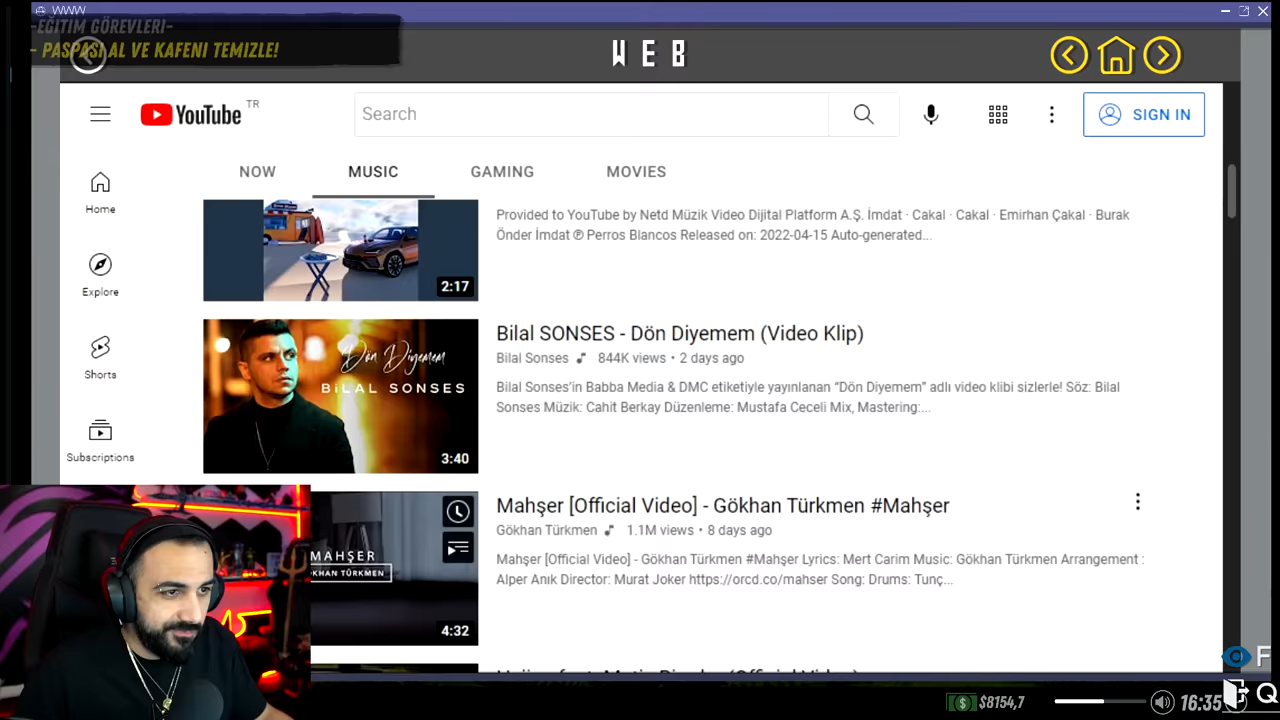 WWW
-EĞİTİM GÖREVLERİ-
- PASPASI AL VE KAFENİ TEMİZLE!
WEB
YouTube TR
Search
SIGN IN
NOW MUSIC GAMING MOVIES
Home
Explore
Shorts
Subscriptions
2:17
Provided to YouTube by Netd Müzik Video Dijital Platform A.Ş. İmdat · Cakal · Cakal · Emirhan Çakal · Burak
Önder İmdat ℗ Perros Blancos Released on: 2022-04-15 Auto-generated...
Dön Diyemem
BİLAL SONSES
3:40
Bilal SONSES - Dön Diyemem (Video Klip)
Bilal Sonses 844K views • 2 days ago
Bilal Sonses'in Babba Media & DMC etiketiyle yayınlanan “Dön Diyemem” adlı video klibi sizlerle! Söz: Bilal
Sonses Müzik: Cahit Berkay Düzenleme: Mustafa Ceceli Mix, Mastering:...
MAHŞER
KHAN TÜRKMEN
4:32
Mahşer [Official Video] - Gökhan Türkmen #Mahşer
Gökhan Türkmen 1.1M views • 8 days ago
Mahşer [Official Video] - Gökhan Türkmen #Mahşer Lyrics: Mert Carim Music: Gökhan Türkmen Arrangement :
Alper Anık Director: Murat Joker https://orcd.co/mahser Song: Drums: Tunç...
F
$8154,7
16:35
Q